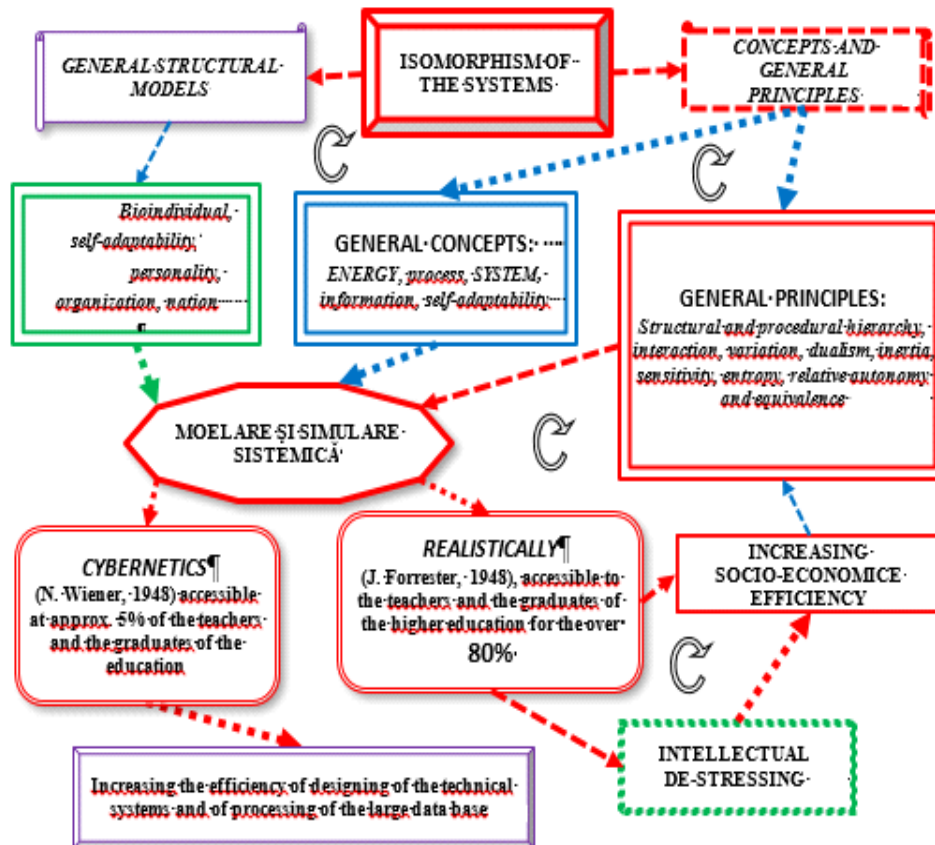 GENERAL STRUCTURAL
MODELS
ISOMORPHISM OF
THE SYSTEMS
CONCEPTS AND
GENERAL
PRINCIPLES
Bioindividual,
self-adaptability,
personality,
organization, nation
¶
GENERAL CONCEPTS:
ENERGY, process, SYSTEM,
information, self-adaptability
GENERAL PRINCIPLES:
Structural and procedural hierarchy,
interaction, variation, dualism, inertia,
sensitivity, entropy, relative autonomy
and equivalence
MOELARE ȘI SIMULARE
SISTEMICĂ
CYBERNETICS¶
(N. Wiener, 1948) accessible
at approx. 5% of the teachers
and the graduates of the
education
REALISTICALLY¶
(J. Forrester, 1948), accessible to
the teachers and the graduates of
the higher education for the over
80%
INCREASING
SOCIO-ECONOMICE
EFFICIENCY
INTELLECTUAL
DE-STRESSING
Increasing the efficiency of designing of the technical
systems and of processing of the large data base